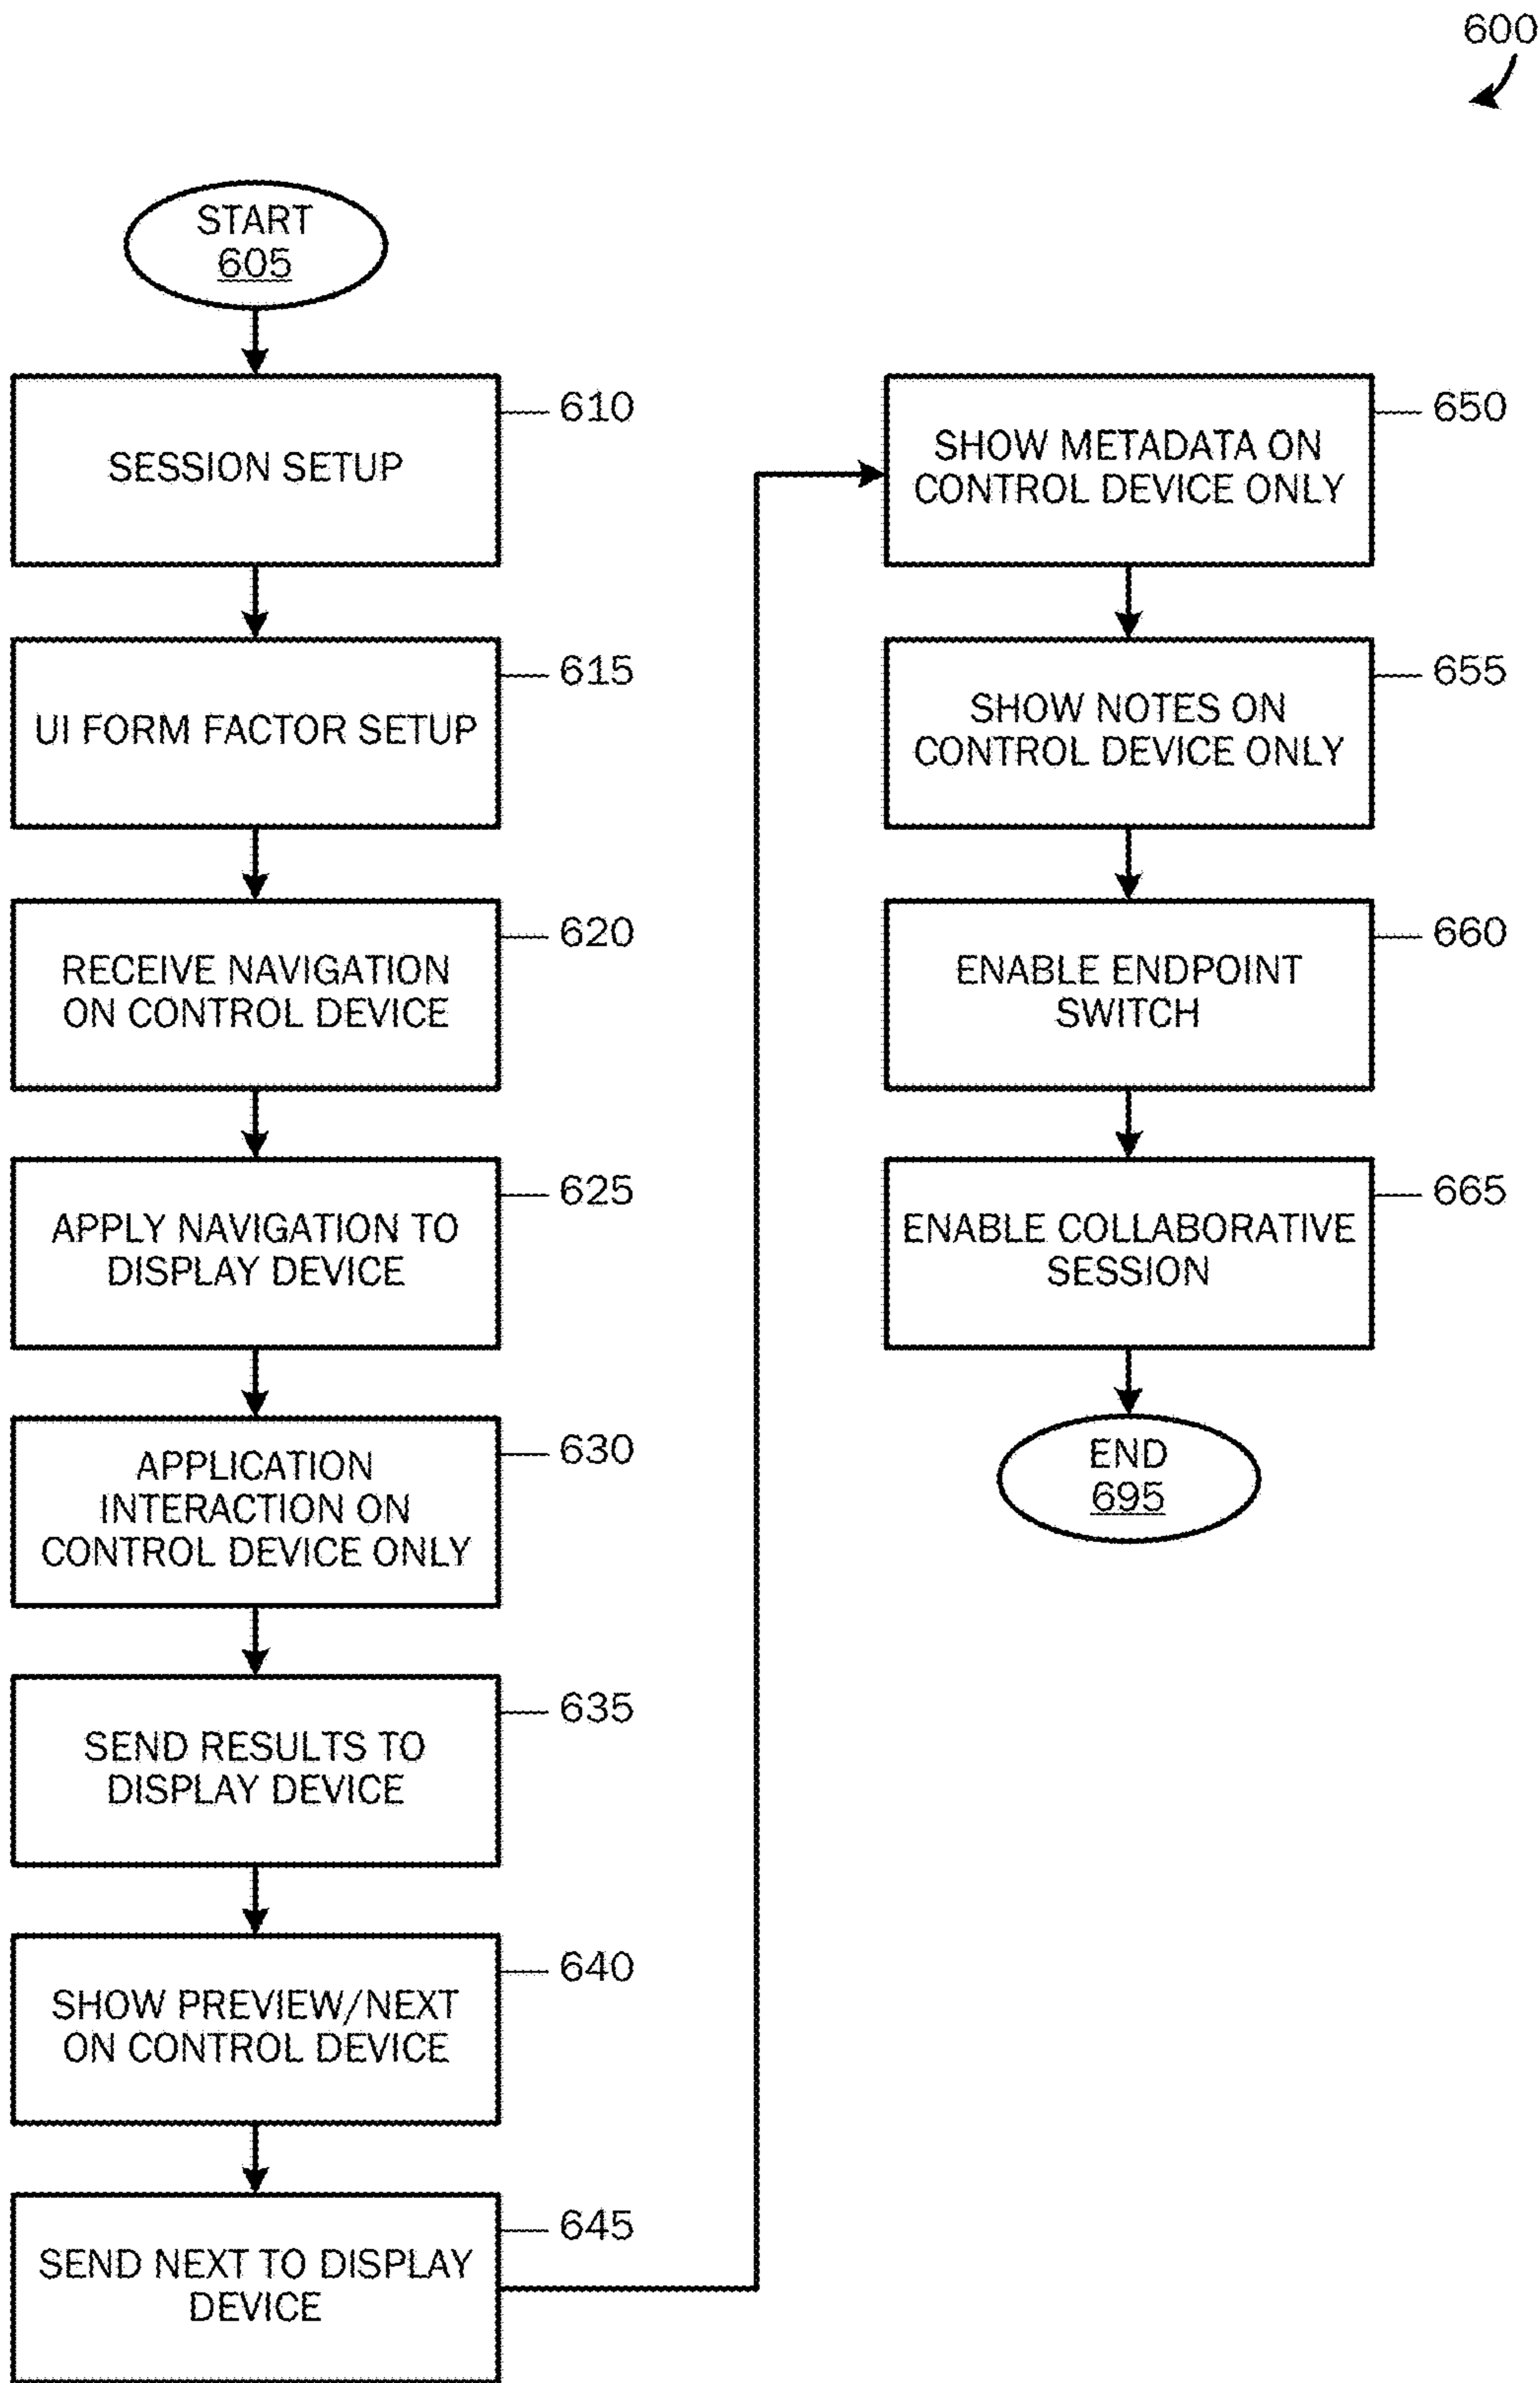 600
START
605
SESSION SETUP
610
UI FORM FACTOR SETUP
615
RECEIVE NAVIGATION
ON CONTROL DEVICE
620
APPLY NAVIGATION TO
DISPLAY DEVICE
625
APPLICATION
INTERACTION ON
CONTROL DEVICE ONLY
630
SEND RESULTS TO
DISPLAY DEVICE
635
SHOW PREVIEW/NEXT
ON CONTROL DEVICE
640
SEND NEXT TO DISPLAY
DEVICE
645
SHOW METADATA ON
CONTROL DEVICE ONLY
650
SHOW NOTES ON
CONTROL DEVICE ONLY
655
ENABLE ENDPOINT
SWITCH
660
ENABLE COLLABORATIVE
SESSION
665
END
695